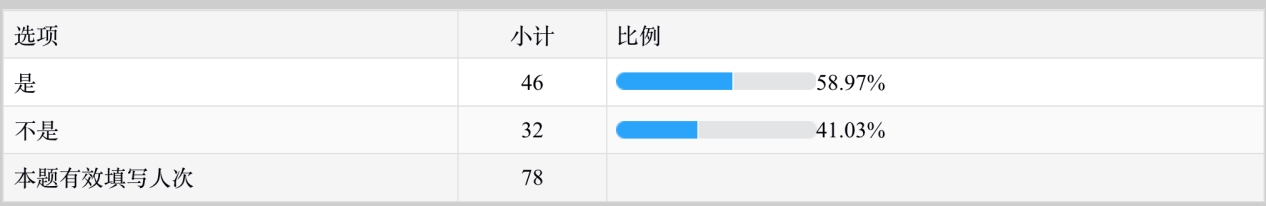 选项 小计 比例
是 46 58.97%
不是 32 41.03%
本题有效填写人次 78